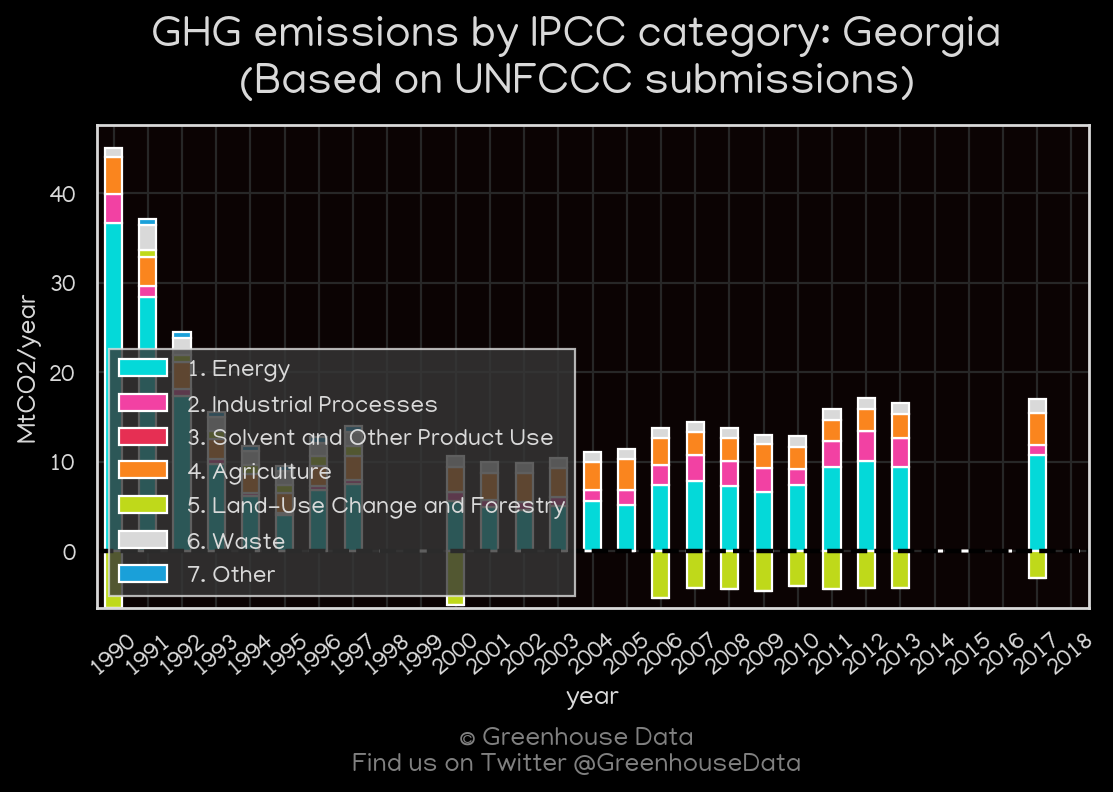 GHG emissions by IPCC category: Georgia
(Based on UNFCCC submissions)
MtCO2/year
40
30
20
10
0
1. Energy
2. Industrial Processes
3. Solvent and Other Product Use
4. Agriculture
5. Land-Use Change and Forestry
6. Waste
7. Other
1990 1991 1992 1993 1994 1995 1996 1997 1998 1999 2000 2001 2002 2003 2004 2005 2006 2007 2008 2009 2010 2011 2012 2013 2014 2015 2016 2017 2018
year
© Greenhouse Data
Find us on Twitter @GreenhouseData